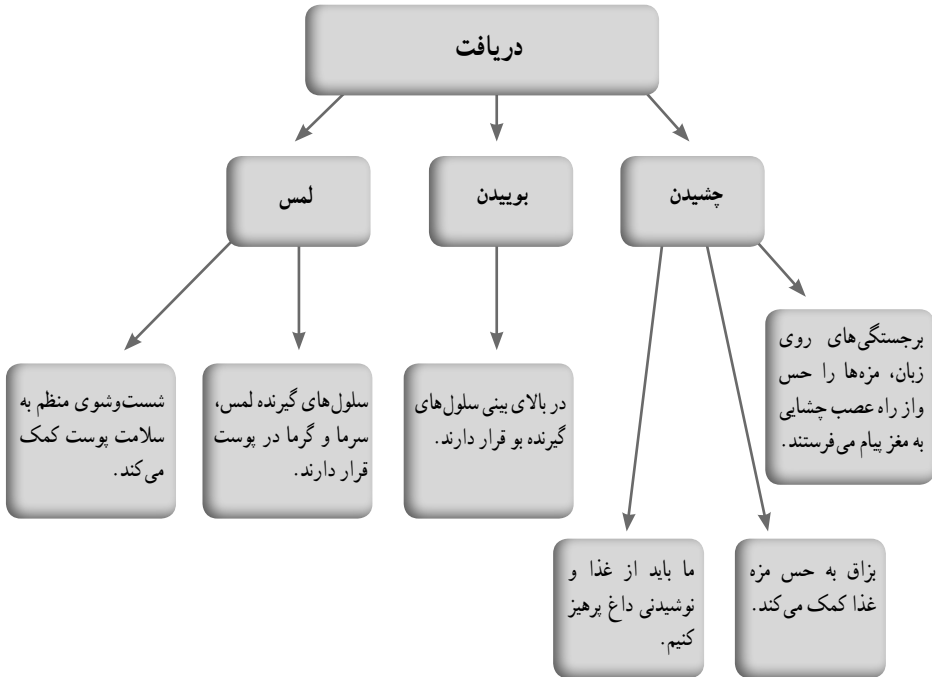 دریافت
چشیدن
بوییدن
لمس
برجستگی‌های روی
زبان، مزه‌ها را حس
واز راه عصب چشایی
به مغز پیام می‌فرستند.
در بالای بینی سلول‌های
گیرنده بو قرار دارند.
سلول‌های گیرنده لمس،
سرما و گرما در پوست
قرار دارند.
شست‌وشوی منظم به
سلامت پوست کمک
می‌کند.
بزاق به حس مزه
غذا کمک می‌کند.
ما باید از غذا و
نوشیدنی داغ پرهیز
کنیم.